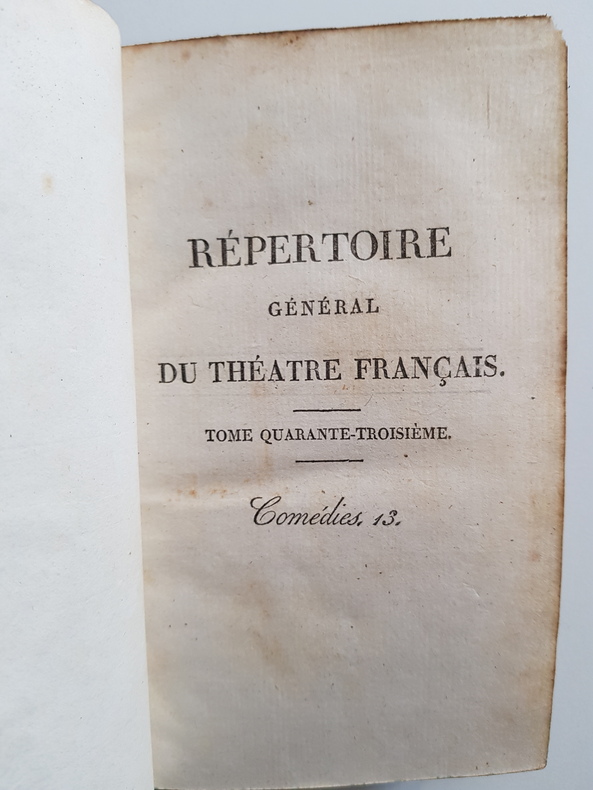 RÉPERTOIRE
GÉNÉRAL
DU THÉATRE FRANÇAIS.
TOME QUARANTE-TROISIÈME.
Comédies. 13.